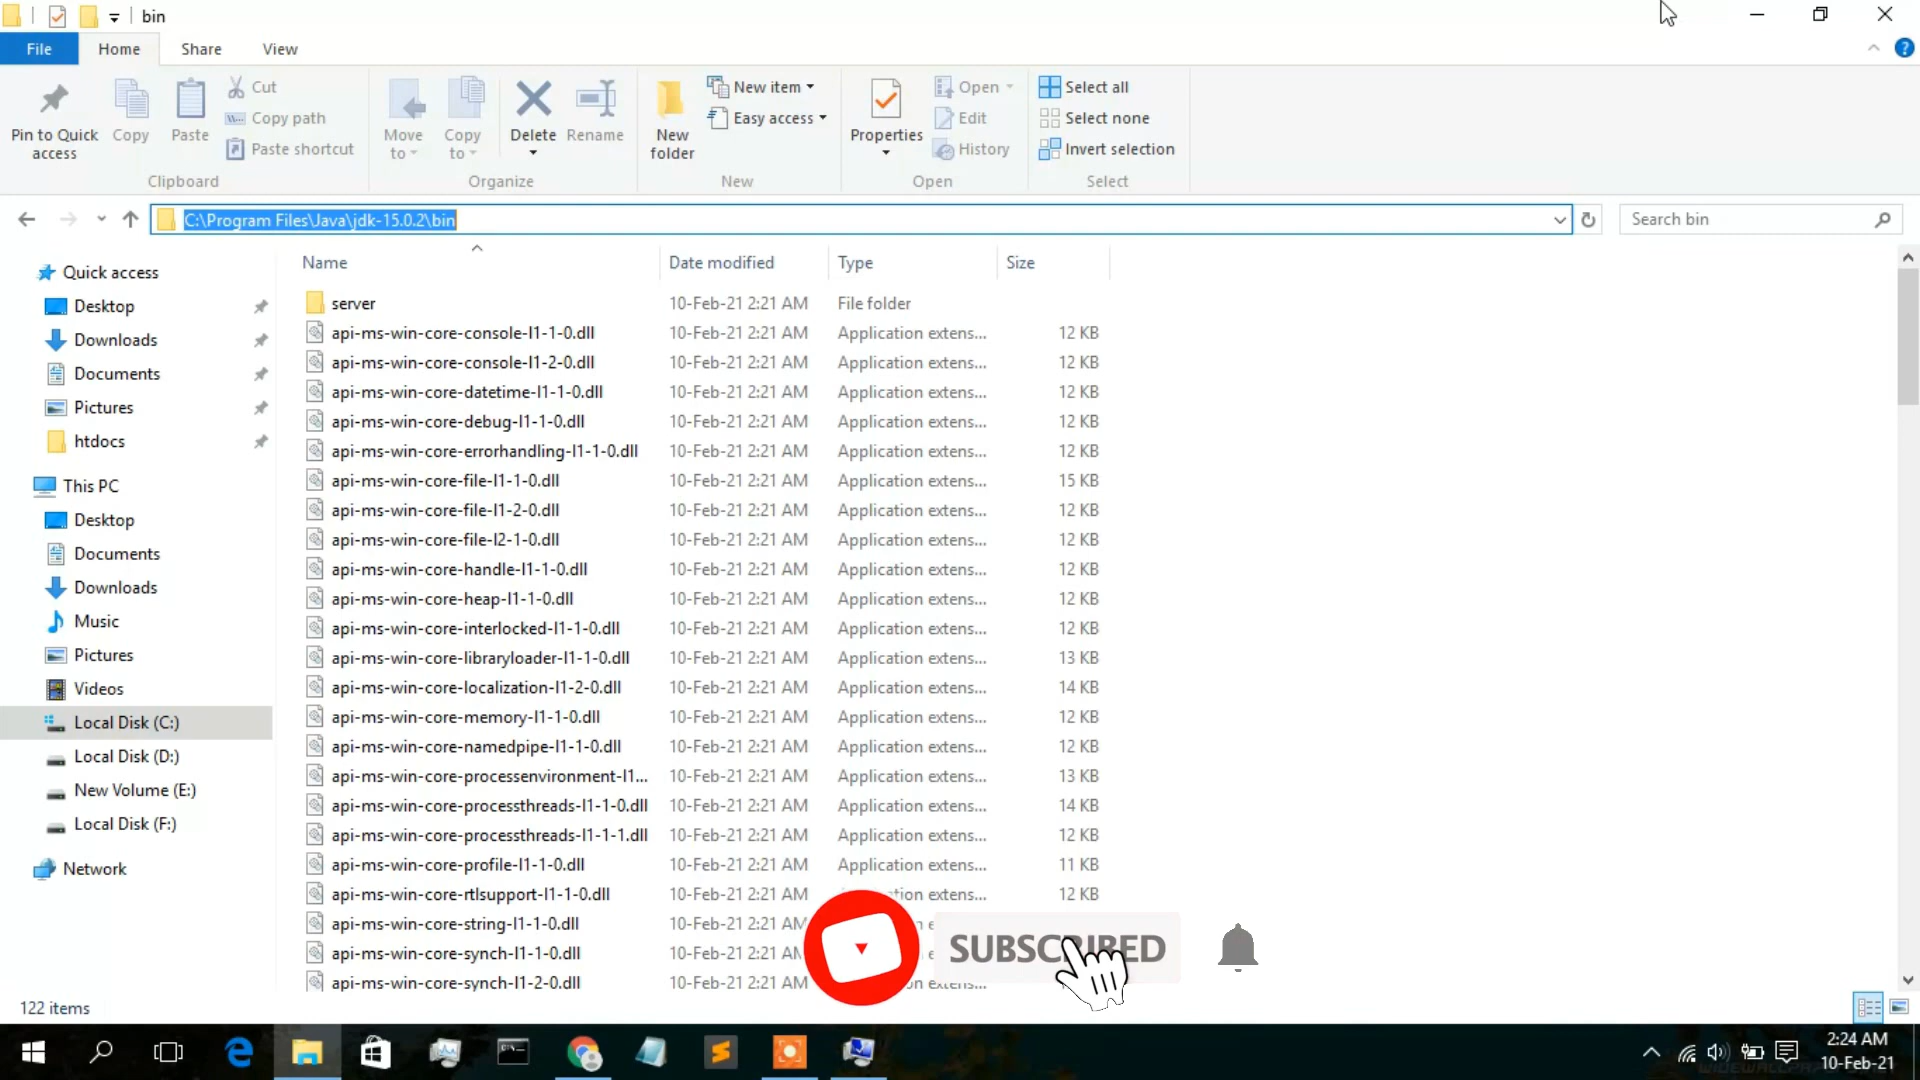 bin
File Home Share View
Pin to Quick access
Copy
Paste
Cut
Copy path
Paste shortcut
Clipboard
Move to
Copy to
Delete
Rename
Organize
New folder
New item
Easy access
New
Properties
Open
Edit
History
Open
Select all
Select none
Invert selection
Select
C:\Program Files\Java\jdk-15.0.2\bin
Search bin
Quick access
Desktop
Downloads
Documents
Pictures
htdocs
This PC
Desktop
Documents
Downloads
Music
Pictures
Videos
Local Disk (C:)
Local Disk (D:)
New Volume (E:)
Local Disk (F:)
Network
Name Date modified Type Size
server 10-Feb-21 2:21 AM File folder
api-ms-win-core-console-l1-1-0.dll 10-Feb-21 2:21 AM Application extens... 12 KB
api-ms-win-core-console-l1-2-0.dll 10-Feb-21 2:21 AM Application extens... 12 KB
api-ms-win-core-datetime-l1-1-0.dll 10-Feb-21 2:21 AM Application extens... 12 KB
api-ms-win-core-debug-l1-1-0.dll 10-Feb-21 2:21 AM Application extens... 12 KB
api-ms-win-core-errorhandling-l1-1-0.dll 10-Feb-21 2:21 AM Application extens... 12 KB
api-ms-win-core-file-l1-1-0.dll 10-Feb-21 2:21 AM Application extens... 15 KB
api-ms-win-core-file-l1-2-0.dll 10-Feb-21 2:21 AM Application extens... 12 KB
api-ms-win-core-file-l2-1-0.dll 10-Feb-21 2:21 AM Application extens... 12 KB
api-ms-win-core-handle-l1-1-0.dll 10-Feb-21 2:21 AM Application extens... 12 KB
api-ms-win-core-heap-l1-1-0.dll 10-Feb-21 2:21 AM Application extens... 12 KB
api-ms-win-core-interlocked-l1-1-0.dll 10-Feb-21 2:21 AM Application extens... 12 KB
api-ms-win-core-libraryloader-l1-1-0.dll 10-Feb-21 2:21 AM Application extens... 13 KB
api-ms-win-core-localization-l1-2-0.dll 10-Feb-21 2:21 AM Application extens... 14 KB
api-ms-win-core-memory-l1-1-0.dll 10-Feb-21 2:21 AM Application extens... 12 KB
api-ms-win-core-namedpipe-l1-1-0.dll 10-Feb-21 2:21 AM Application extens... 12 KB
api-ms-win-core-processenvironment-l1... 10-Feb-21 2:21 AM Application extens... 13 KB
api-ms-win-core-processthreads-l1-1-0.dll 10-Feb-21 2:21 AM Application extens... 14 KB
api-ms-win-core-processthreads-l1-1-1.dll 10-Feb-21 2:21 AM Application extens... 12 KB
api-ms-win-core-profile-l1-1-0.dll 10-Feb-21 2:21 AM Application extens... 11 KB
api-ms-win-core-rtlsupport-l1-1-0.dll 10-Feb-21 2:21 AM Application extens... 12 KB
api-ms-win-core-string-l1-1-0.dll 10-Feb-21 2:21 AM
api-ms-win-core-synch-l1-1-0.dll 10-Feb-21 2:21 AM
api-ms-win-core-synch-l1-2-0.dll 10-Feb-21 2:21 AM
SUBSCRIBED
122 items
2:24 AM
10-Feb-21